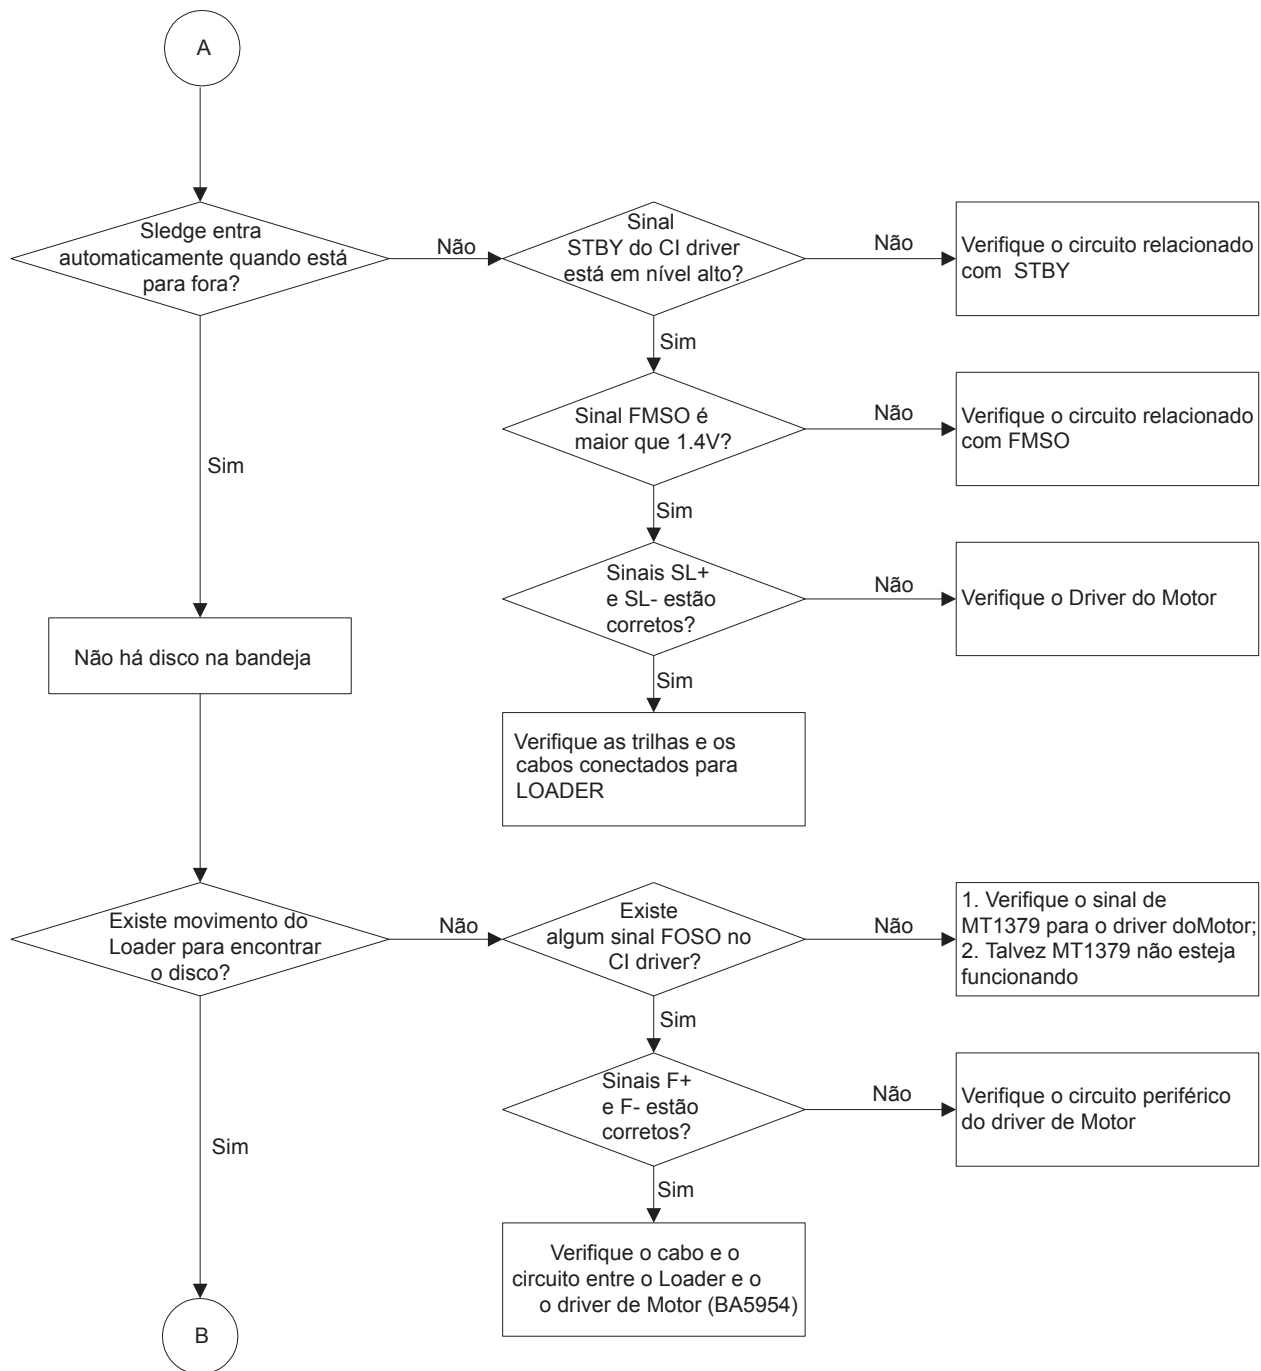 A
Sledge entra
automaticamente quando está
para fora?
Não
Sinal
STBY do CI driver
está em nível alto?
Não
Verifique o circuito relacionado
com STBY
Sim
Sinal FMSO é
maior que 1.4V?
Não
Verifique o circuito relacionado
com FMSO
Sim
Sim
Sinais SL+
e SL- estão
corretos?
Não
Verifique o Driver do Motor
Não há disco na bandeja
Sim
Verifique as trilhas e os
cabos conectados para
LOADER
Existe movimento do
Loader para encontrar
o disco?
Não
Existe
algum sinal FOSO no
CI driver?
Não
1. Verifique o sinal de
MT1379 para o driver doMotor;
2. Talvez MT1379 não esteja
funcionando
Sim
Sinais F+
e F- estão
corretos?
Não
Verifique o circuito periférico
do driver de Motor
Sim
Sim
Verifique o cabo e o
circuito entre o Loader e o
o driver de Motor (BA5954)
B